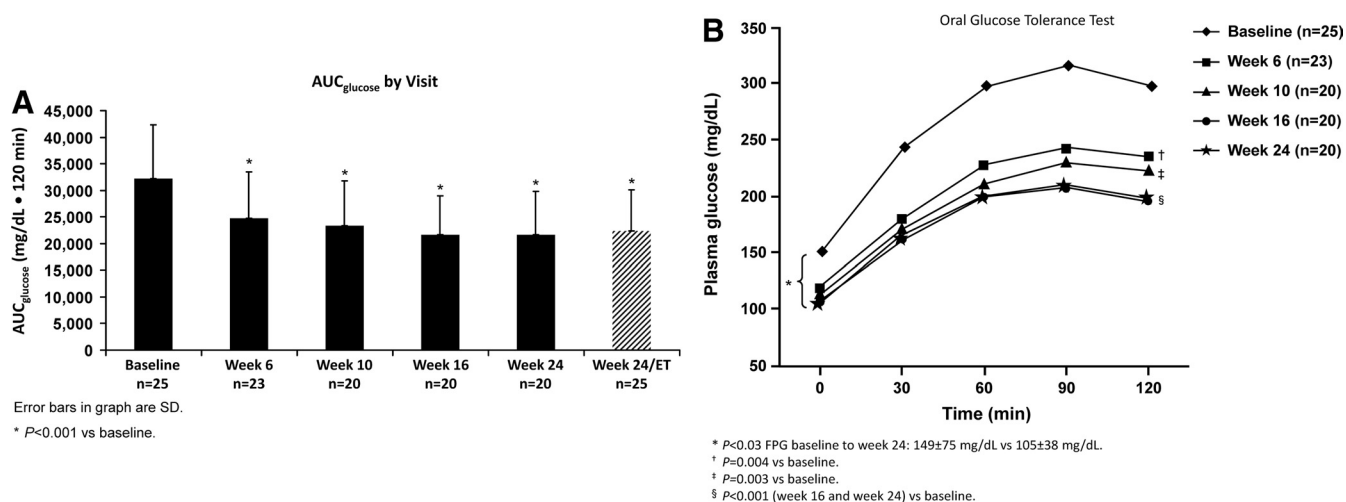 A
AUCglucose by Visit
AUCglucose (mg/dL • 120 min)
45,000
40,000
35,000
30,000
25,000
20,000
15,000
10,000
5,000
0
*
*
*
*
*
Baseline Week 6 Week 10 Week 16 Week 24 Week 24/ET
n=25 n=23 n=20 n=20 n=20 n=25
Error bars in graph are SD.
* P<0.001 vs baseline.
B
Oral Glucose Tolerance Test
Plasma glucose (mg/dL)
350
300
250
200
150
100
50
*
†
‡
§
0 30 60 90 120
Time (min)
Baseline (n=25)
Week 6 (n=23)
Week 10 (n=20)
Week 16 (n=20)
Week 24 (n=20)
* P<0.03 FPG baseline to week 24: 149±75 mg/dL vs 105±38 mg/dL.
† P=0.004 vs baseline.
‡ P=0.003 vs baseline.
§ P<0.001 (week 16 and week 24) vs baseline.